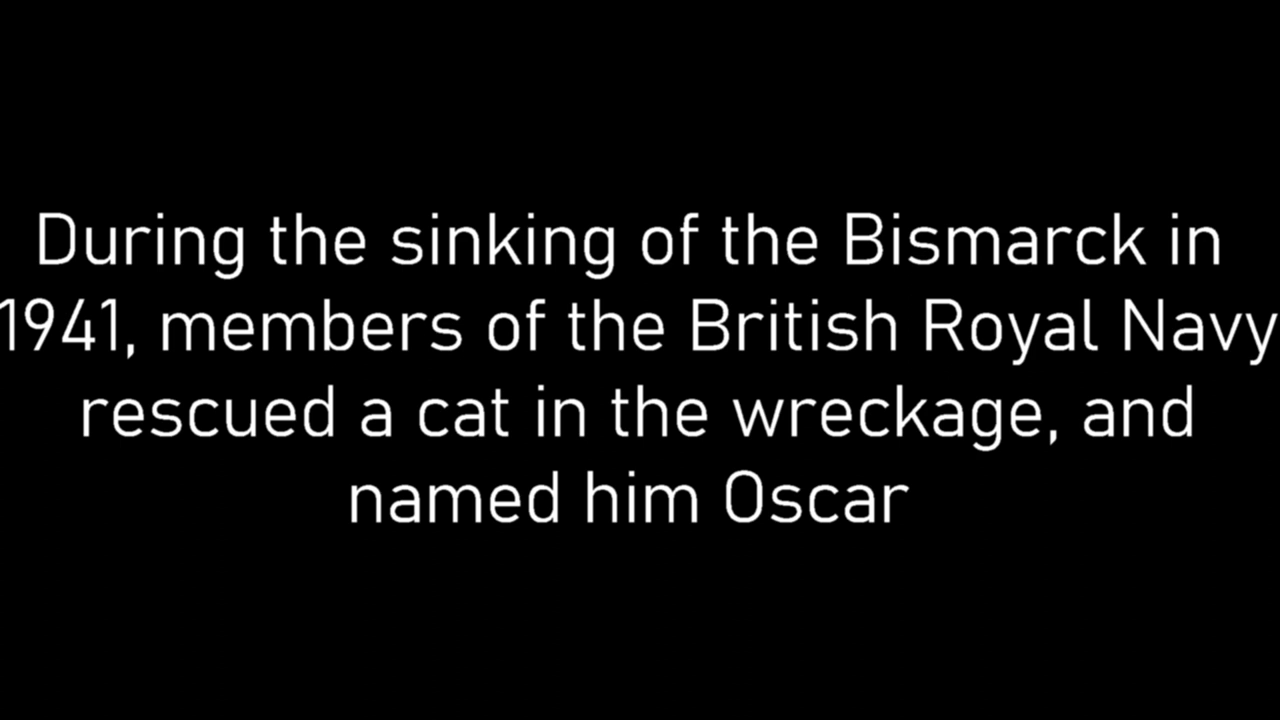 During the sinking of the Bismarck in
1941, members of the British Royal Navy
rescued a cat in the wreckage, and
named him Oscar